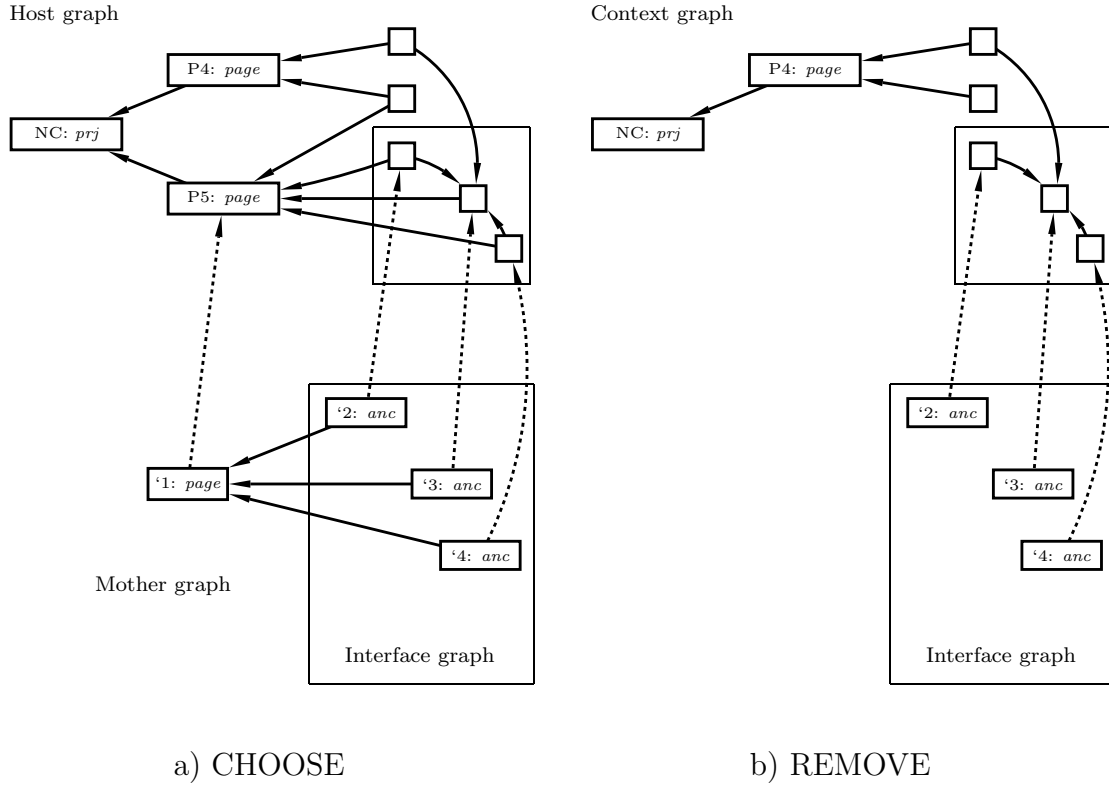 Host graph
P4: page
NC: prj
P5: page
‘2: anc
‘1: page
‘3: anc
‘4: anc
Mother graph
Interface graph
a) CHOOSE
Context graph
P4: page
NC: prj
‘2: anc
‘3: anc
‘4: anc
Interface graph
b) REMOVE